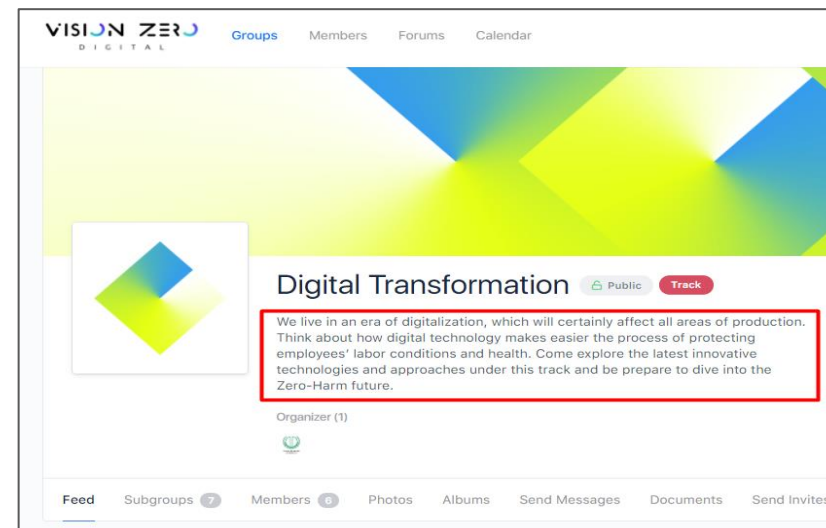 VISION ZERO
DIGITAL
Groups Members Forums Calendar
Digital Transformation Public Track
We live in an era of digitalization, which will certainly affect all areas of production.
Think about how digital technology makes easier the process of protecting
employees' labor conditions and health. Come explore the latest innovative
technologies and approaches under this track and be prepare to dive into the
Zero-Harm future.
Organizer (1)
Feed Subgroups 7 Members 6 Photos Albums Send Messages Documents Send Invites